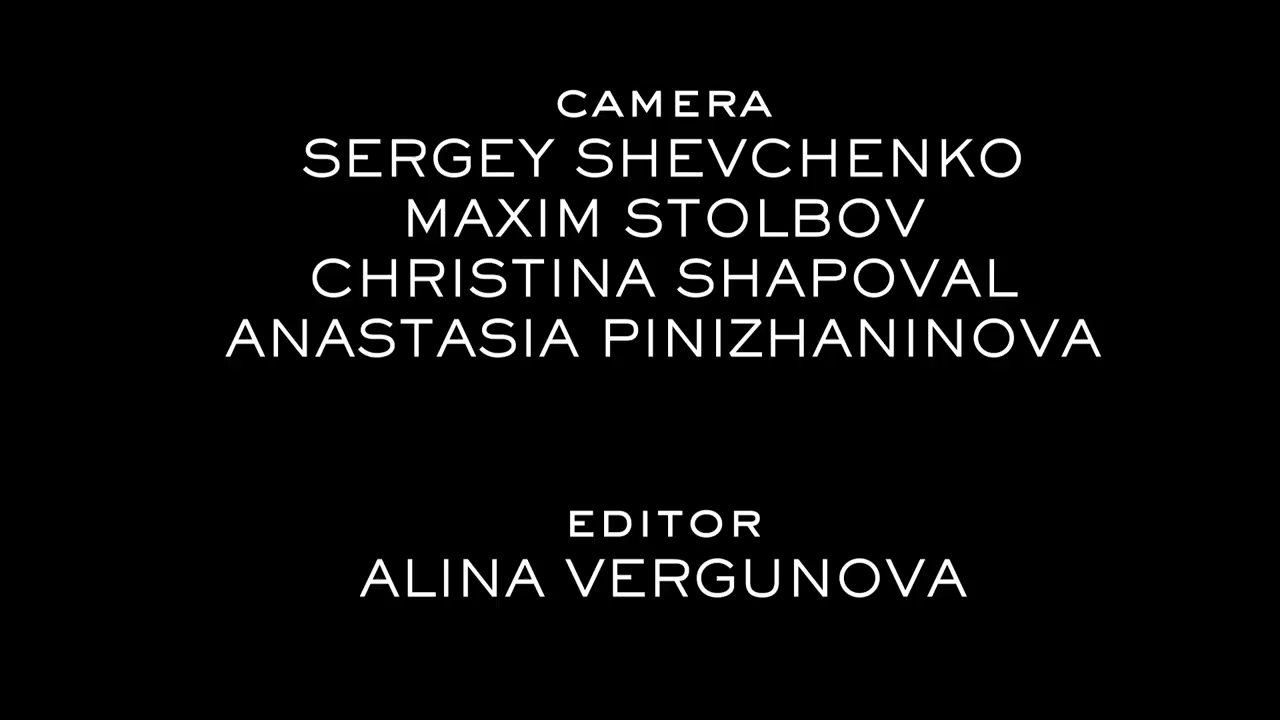 CAMERA
SERGEY SHEVCHENKO
MAXIM STOLBOV
CHRISTINA SHAPOVAL
ANASTASIA PINIZHANINOVA
EDITOR
ALINA VERGUNOVA